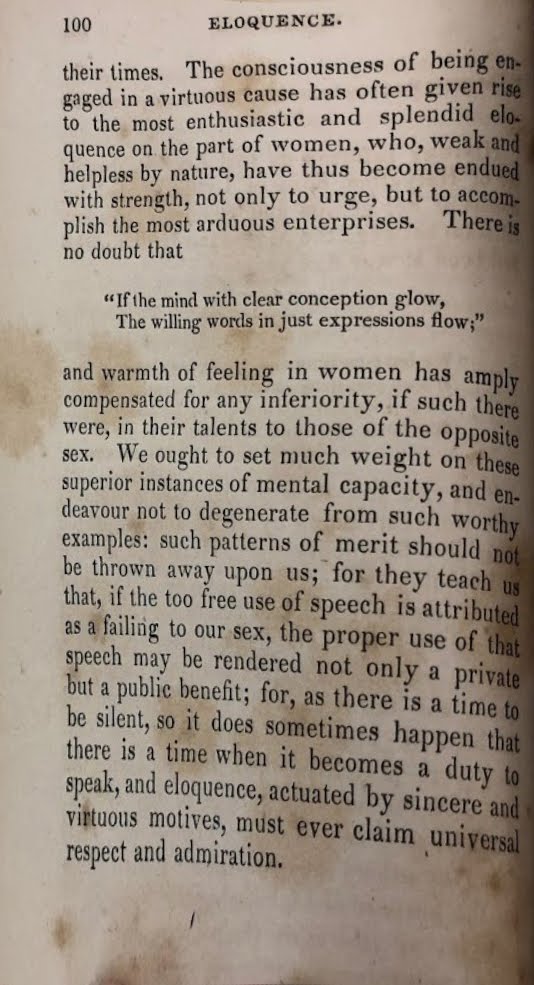 100 ELOQUENCE.
their times. The consciousness of being en-
gaged in a virtuous cause has often given rise
to the most enthusiastic and splendid elo-
quence on the part of women, who, weak and
helpless by nature, have thus become endued
with strength, not only to urge, but to accom-
plish the most arduous enterprises. There is
no doubt that
"If the mind with clear conception glow,
The willing words in just expressions flow;"
and warmth of feeling in women has amply
compensated for any inferiority, if such there
were, in their talents to those of the opposite
sex. We ought to set much weight on these
superior instances of mental capacity, and en-
deavour not to degenerate from such worthy
examples: such patterns of merit should not
be thrown away upon us; for they teach us
that, if the too free use of speech is attributed
as a failing to our sex, the proper use of that
speech may be rendered not only a private
but a public benefit; for, as there is a time to
be silent, so it does sometimes happen that
there is a time when it becomes a duty to
speak, and eloquence, actuated by sincere and
virtuous motives, must ever claim universal
respect and admiration.